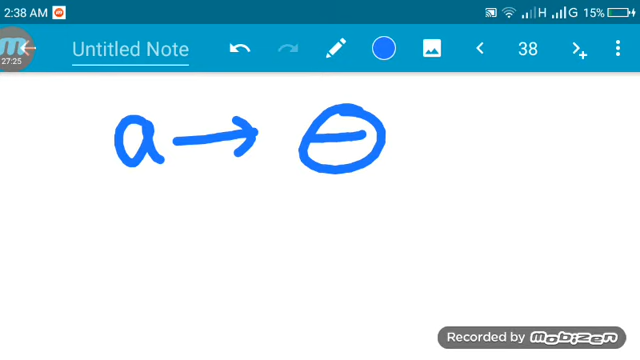 2:38 AM H G 15%
27:25 Untitled Note 38
a → θ
Recorded by MOBIZEN